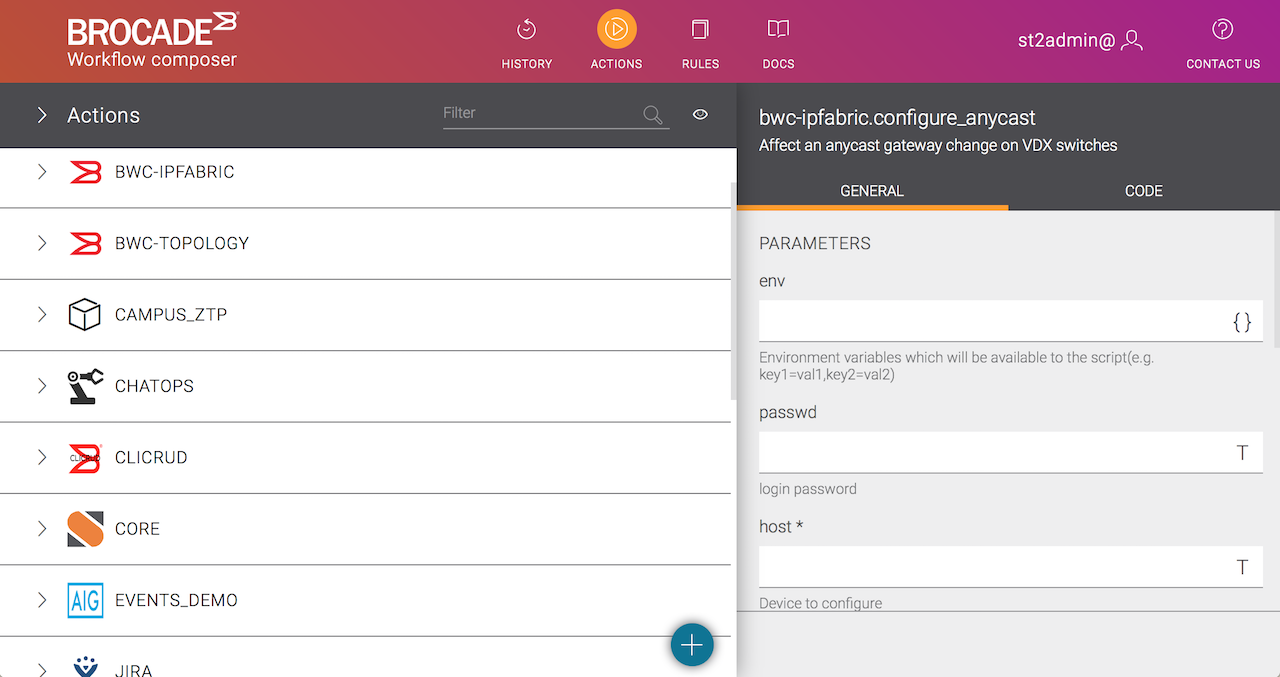 BROCADE
Workflow composer
HISTORY
ACTIONS
RULES
DOCS
st2admin@
CONTACT US
Actions
Filter
BWC-IPFABRIC
BWC-TOPOLOGY
CAMPUS_ZTP
CHATOPS
CLICRUD
CLICRUD
CORE
AIG
EVENTS_DEMO
JIRA
bwc-ipfabric.configure_anycast
Affect an anycast gateway change on VDX switches
GENERAL
CODE
PARAMETERS
env
{}
Environment variables which will be available to the script(e.g.
key1=val1,key2=val2)
passwd
T
login password
host *
T
Device to configure